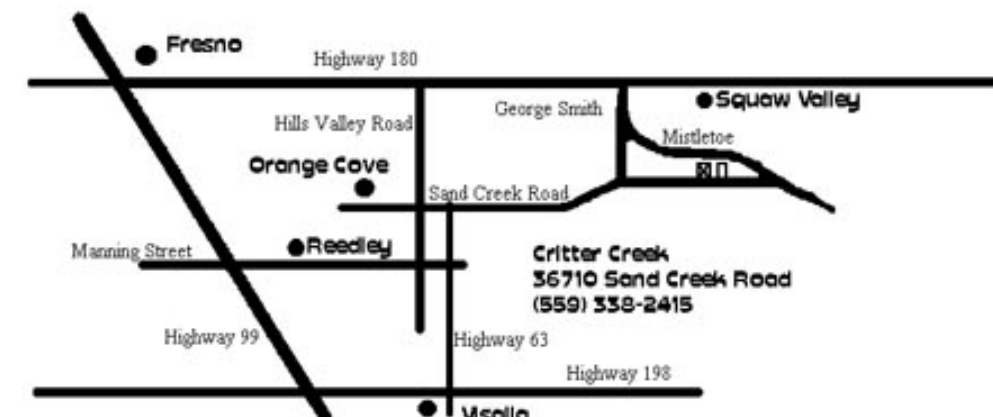 Fresno
Highway 180
Squaw Valley
George Smith
Hills Valley Road
Mistletoe
Orange Cove
Sand Creek Road
Manning Street
Reedley
Critter Creek
36710 Sand Creek Road
(559) 338-2415
Highway 99
Highway 63
Highway 198
Visalia